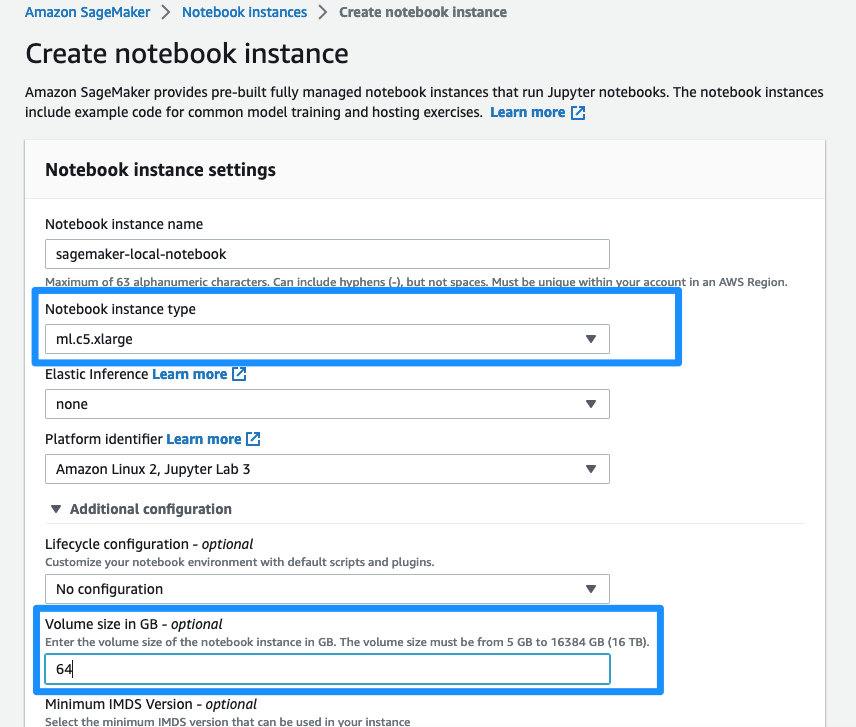 Amazon SageMaker > Notebook instances > Create notebook instance
Create notebook instance
Amazon SageMaker provides pre-built fully managed notebook instances that run Jupyter notebooks. The notebook instances
include example code for common model training and hosting exercises. Learn more
Notebook instance settings
Notebook instance name
sagemaker-local-notebook
Maximum of 63 alphanumeric characters. Can include hyphens (-), but not spaces. Must be unique within your account in an AWS Region.
Notebook instance type
ml.c5.xlarge
Elastic Inference Learn more
none
Platform identifier Learn more
Amazon Linux 2, Jupyter Lab 3
Additional configuration
Lifecycle configuration - optional
Customize your notebook environment with default scripts and plugins.
No configuration
Volume size in GB - optional
Enter the volume size of the notebook instance in GB. The volume size must be from 5 GB to 16384 GB (16 TB).
64
Minimum IMDS Version - optional
Select the minimum IMDS version that can be used in your instance